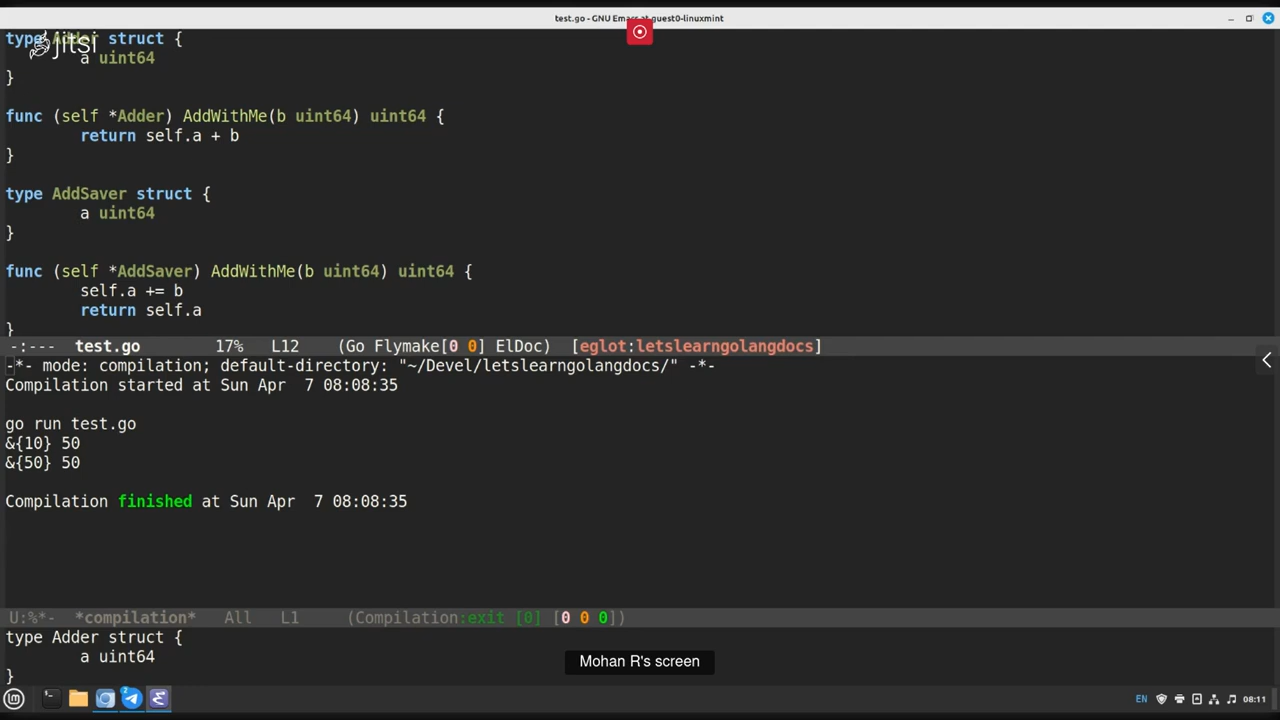 test.go - GNU Emacs at guest0-linuxmint
jitsi
type Adder struct {
a uint64
}
func (self *Adder) AddWithMe(b uint64) uint64 {
return self.a + b
}
type AddSaver struct {
a uint64
}
func (self *AddSaver) AddWithMe(b uint64) uint64 {
self.a += b
return self.a
}
-:--- test.go 17% L12 (Go Flymake[0 0] ElDoc) [eglot:letslearngolangdocs]
-*- mode: compilation; default-directory: "~/Devel/letslearngolangdocs/" -*-
Compilation started at Sun Apr 7 08:08:35
go run test.go
&{10} 50
&{50} 50
Compilation finished at Sun Apr 7 08:08:35
U:%*- *compilation* All L1 (Compilation:exit [0] [0 0 0])
type Adder struct {
a uint64
}
Mohan R's screen
EN 08:11